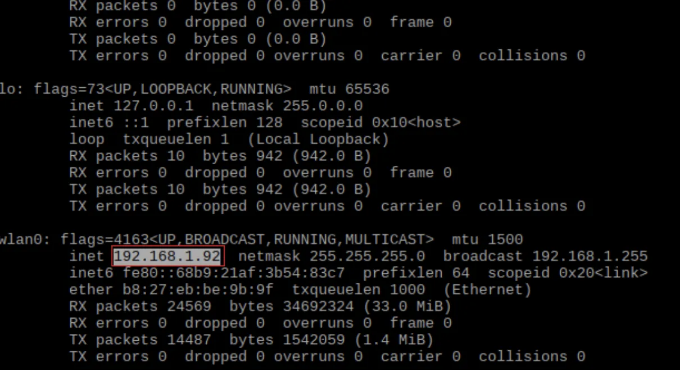 RX packets 0 bytes 0 (0.0 B)
RX errors 0 dropped 0 overruns 0 frame 0
TX packets 0 bytes 0 (0.0 B)
TX errors 0 dropped 0 overruns 0 carrier 0 collisions 0
lo: flags=73<UP,LOOPBACK,RUNNING> mtu 65536
inet 127.0.0.1 netmask 255.0.0.0
inet6 ::1 prefixlen 128 scopeid 0x10<host>
loop txqueuelen 1 (Local Loopback)
RX packets 10 bytes 942 (942.0 B)
RX errors 0 dropped 0 overruns 0 frame 0
TX packets 10 bytes 942 (942.0 B)
TX errors 0 dropped 0 overruns 0 carrier 0 collisions 0
wlan0: flags=4163<UP,BROADCAST,RUNNING,MULTICAST> mtu 1500
inet 192.168.1.92 netmask 255.255.255.0 broadcast 192.168.1.255
inet6 fe80::68b9:21af:3b54:83c7 prefixlen 64 scopeid 0x20<link>
ether b8:27:eb:be:9b:9f txqueuelen 1000 (Ethernet)
RX packets 24569 bytes 34692324 (33.0 MiB)
RX errors 0 dropped 0 overruns 0 frame 0
TX packets 14487 bytes 1542059 (1.4 MiB)
TX errors 0 dropped 0 overruns 0 carrier 0 collisions 0